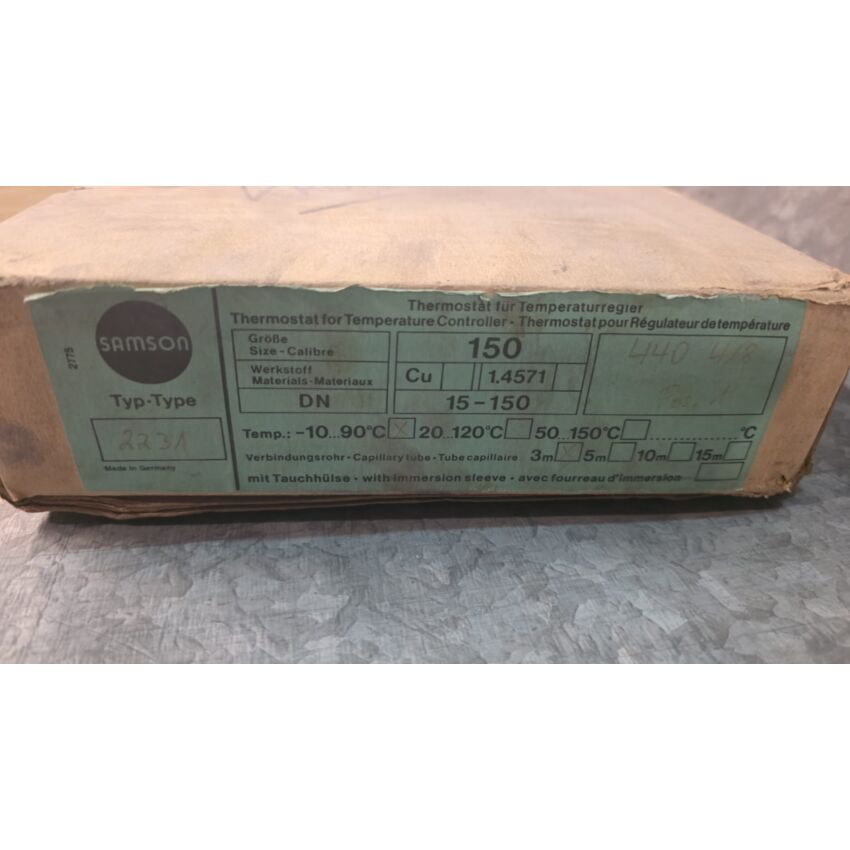 Thermostat für Temperaturregler
Thermostat for Temperature Controller · Thermostat pour Régulateur de température
2775
SAMSON
Typ · Type
2231
Made in Germany
Größe
Size - Calibre
150
440 418
Werkstoff
Materials - Materiaux
Cu
1.4571
1
DN
15 - 150
Temp.: -10...90°C X 20...120°C 50...150°C ............°C
Verbindungsrohr - Capillary tube - Tube capillaire 3m X 5m 10m 15m
mit Tauchhülse · with immersion sleeve · avec fourreau d'immersion